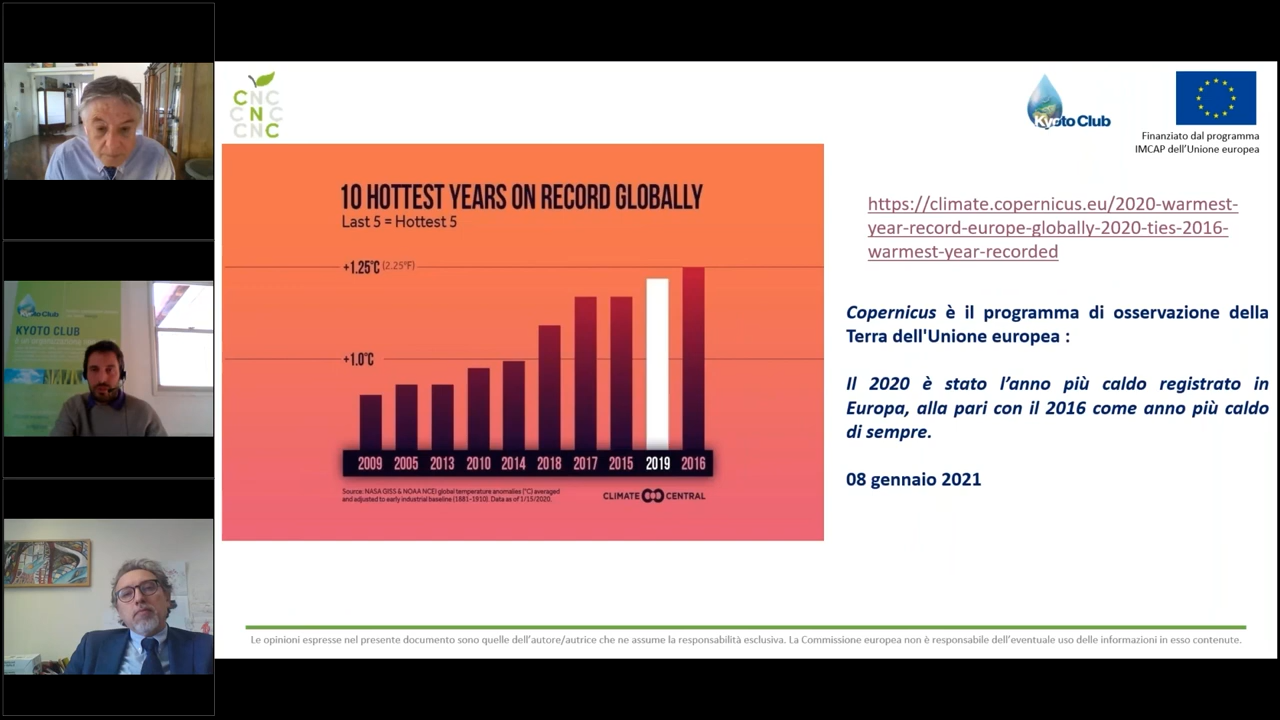 CNC
CNC
CNC
Kyoto Club
Finanziato dal programma
IMCAP dell'Unione europea
10 HOTTEST YEARS ON RECORD GLOBALLY
Last 5 = Hottest 5
+1.25°C (2.25°F)
+1.0°C
2009 2005 2013 2010 2014 2018 2017 2015 2019 2016
Source: NASA GISS & NOAA NCEI global temperature anomalies (°C) averaged
and adjusted to early industrial baseline (1881-1910). Data as of 1/15/2020.
CLIMATE CENTRAL
https://climate.copernicus.eu/2020-warmest-
year-record-europe-globally-2020-ties-2016-
warmest-year-recorded
Copernicus è il programma di osservazione della
Terra dell'Unione europea :
Il 2020 è stato l'anno più caldo registrato in
Europa, alla pari con il 2016 come anno più caldo
di sempre.
08 gennaio 2021
Le opinioni espresse nel presente documento sono quelle dell'autore/autrice che ne assume la responsabilità esclusiva. La Commissione europea non è responsabile dell'eventuale uso delle informazioni in esso contenute.
Kyoto Club
KYOTO CLUB